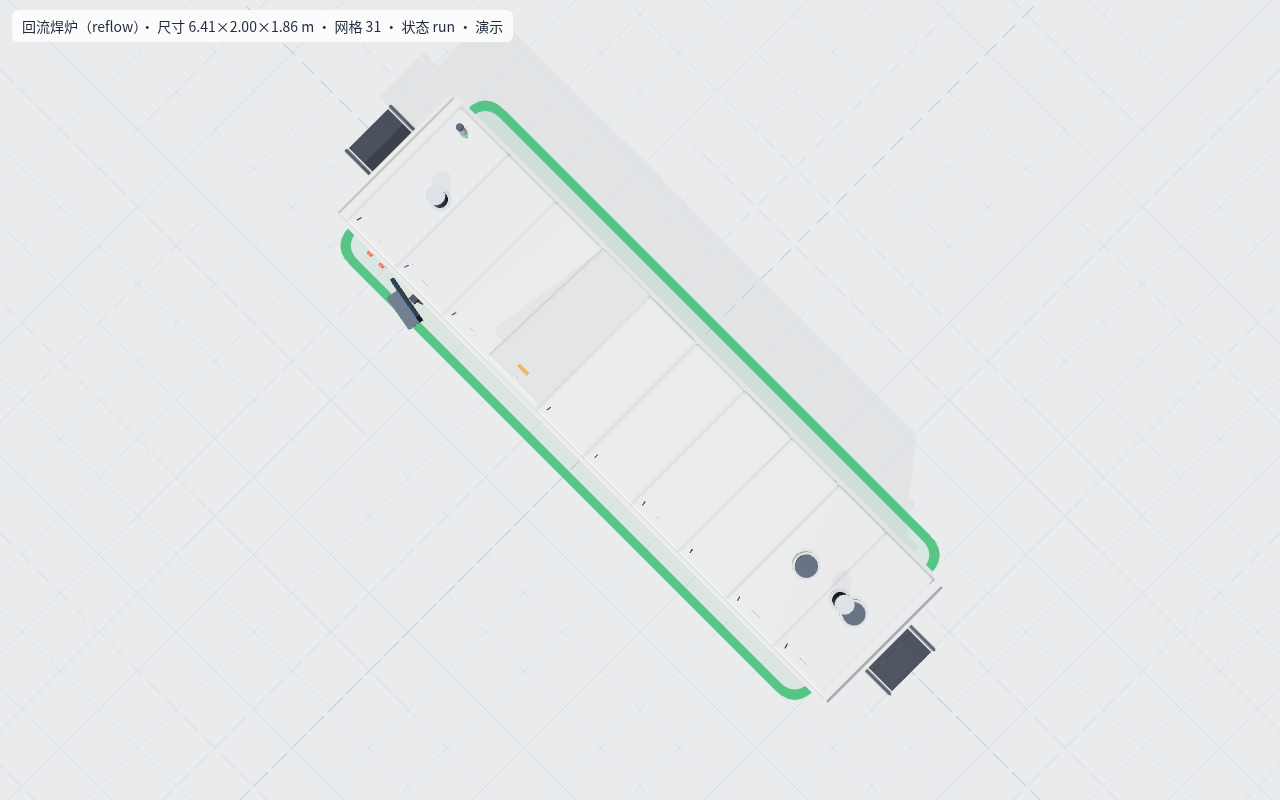 回流焊炉（reflow）· 尺寸 6.41×2.00×1.86 m · 网格 31 · 状态 run · 演示